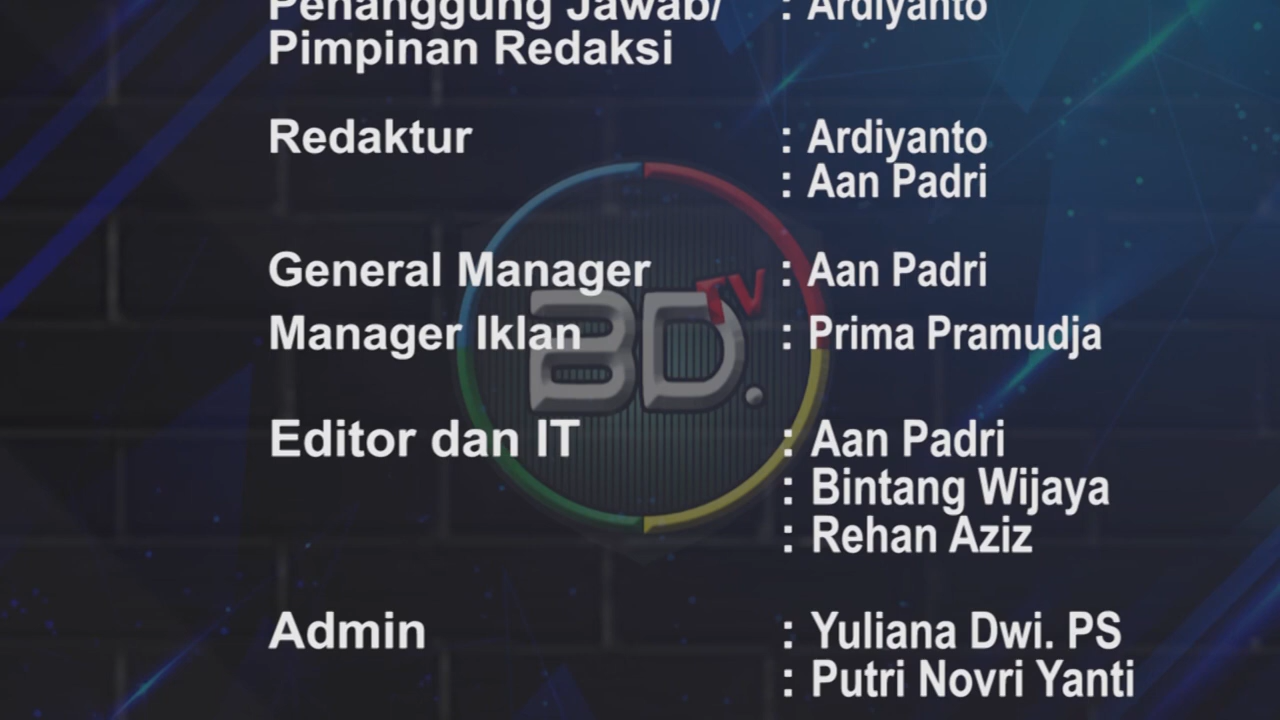 Penanggung Jawab/ : Ardiyanto
Pimpinan Redaksi
Redaktur : Ardiyanto
: Aan Padri
General Manager : Aan Padri
Manager Iklan : Prima Pramudja
BD.TV
Editor dan IT : Aan Padri
: Bintang Wijaya
: Rehan Aziz
Admin : Yuliana Dwi. PS
: Putri Novri Yanti